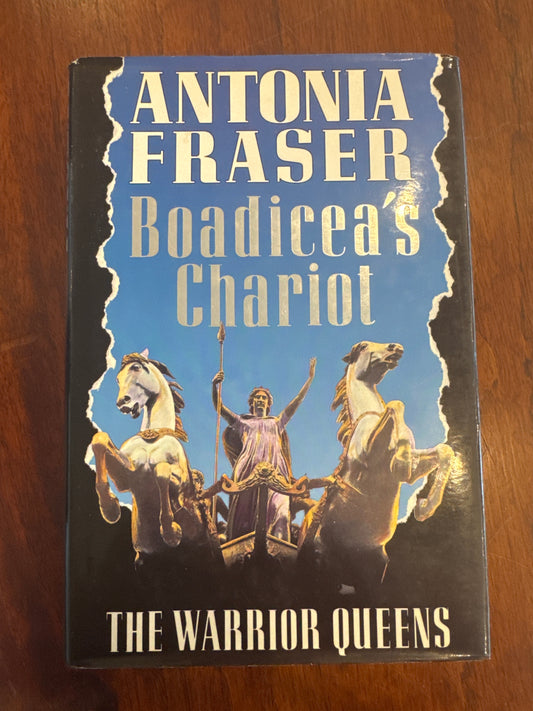 ANTONIA
FRASER
Boadicea's
Chariot
THE WARRIOR QUEENS